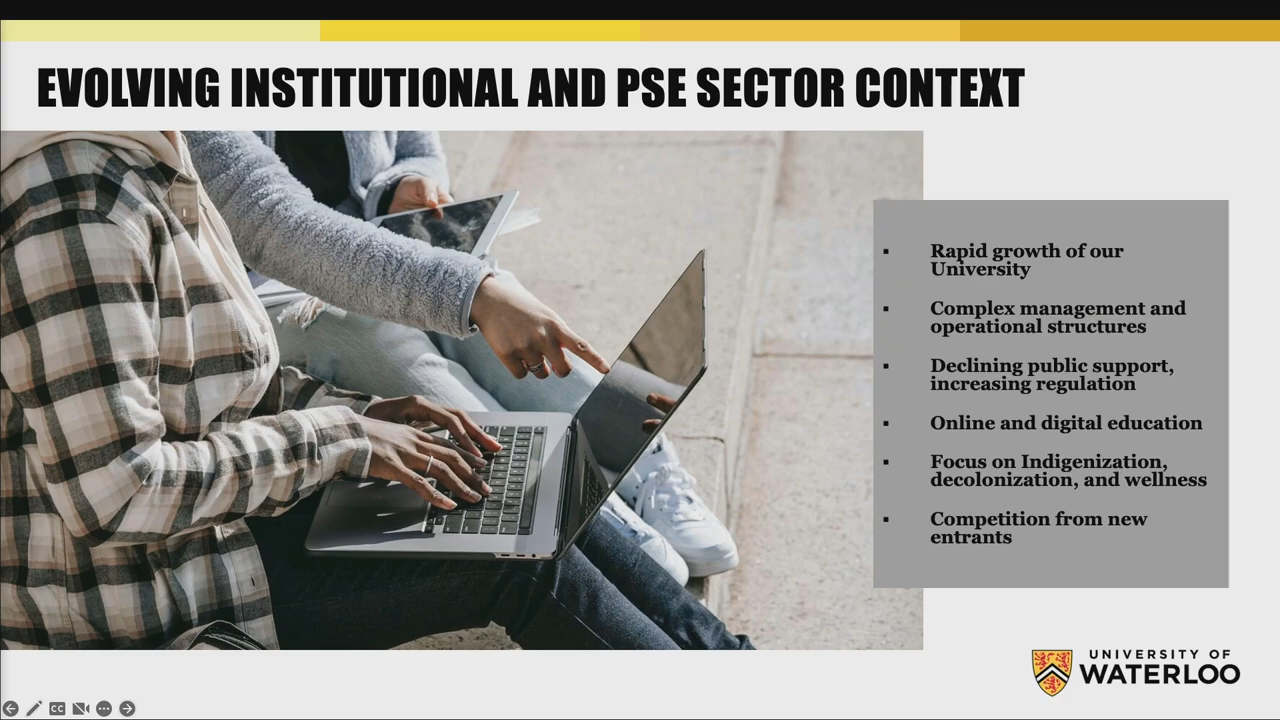 EVOLVING INSTITUTIONAL AND PSE SECTOR CONTEXT
▪ Rapid growth of our
University
▪ Complex management and
operational structures
▪ Declining public support,
increasing regulation
▪ Online and digital education
▪ Focus on Indigenization,
decolonization, and wellness
▪ Competition from new
entrants
UNIVERSITY OF
WATERLOO
CC